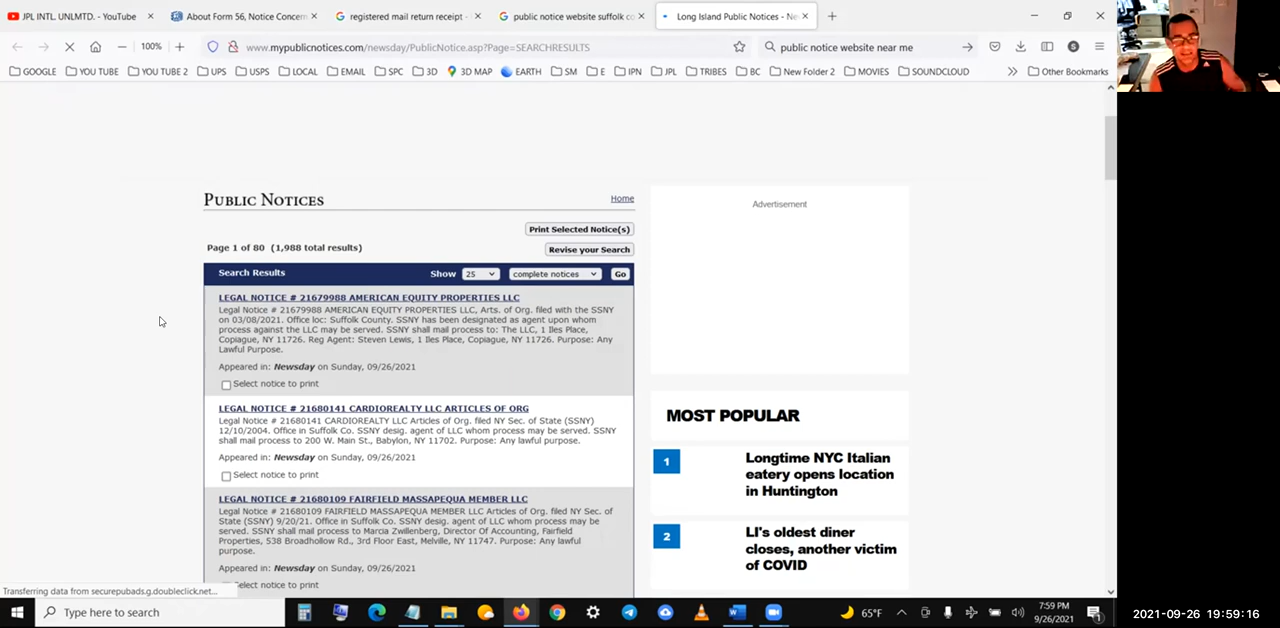 JPL INTL. UNLMTD. - YouTube
About Form 56, Notice Concern
registered mail return receipt -
public notice website suffolk co
Long Island Public Notices - Ne
100%
www.mypublicnotices.com/newsday/PublicNotice.asp?Page=SEARCHRESULTS
public notice website near me
GOOGLE YOU TUBE YOU TUBE 2 UPS USPS LOCAL EMAIL SPC 3D 3D MAP EARTH SM E IPN JPL TRIBES BC New Folder 2 MOVIES SOUNDCLOUD Other Bookmarks
PUBLIC NOTICES
Home
Print Selected Notice(s)
Page 1 of 80 (1,988 total results)
Revise your Search
Search Results Show 25 complete notices Go
LEGAL NOTICE # 21679988 AMERICAN EQUITY PROPERTIES LLC
Legal Notice # 21679988 AMERICAN EQUITY PROPERTIES LLC, Arts. of Org. filed with the SSNY
on 03/08/2021. Office loc: Suffolk County. SSNY has been designated as agent upon whom
process against the LLC may be served. SSNY shall mail process to: The LLC, 1 Iles Place,
Copiague, NY 11726. Reg Agent: Steven Lewis, 1 Iles Place, Copiague, NY 11726. Purpose: Any
Lawful Purpose.
Appeared in: Newsday on Sunday, 09/26/2021
Select notice to print
LEGAL NOTICE # 21680141 CARDIOREALTY LLC ARTICLES OF ORG
Legal Notice # 21680141 CARDIOREALTY LLC Articles of Org. filed NY Sec. of State (SSNY)
12/10/2004. Office in Suffolk Co. SSNY desig. agent of LLC whom process may be served. SSNY
shall mail process to 200 W. Main St., Babylon, NY 11702. Purpose: Any lawful purpose.
Appeared in: Newsday on Sunday, 09/26/2021
Select notice to print
LEGAL NOTICE # 21680109 FAIRFIELD MASSAPEQUA MEMBER LLC
Legal Notice # 21680109 FAIRFIELD MASSAPEQUA MEMBER LLC Articles of Org. filed NY Sec. of
State (SSNY) 9/20/21. Office in Suffolk Co. SSNY desig. agent of LLC whom process may be
served. SSNY shall mail process to Marcia Zwillenberg, Director Of Accounting, Fairfield
Properties, 538 Broadhollow Rd., 3rd Floor East, Melville, NY 11747. Purpose: Any lawful
purpose.
Appeared in: Newsday on Sunday, 09/26/2021
Select notice to print
Advertisement
MOST POPULAR
1
Longtime NYC Italian
eatery opens location
in Huntington
2
LI's oldest diner
closes, another victim
of COVID
Transferring data from securepubads.g.doubleclick.net...
Type here to search
65°F
7:59 PM
9/26/2021
2021-09-26 19:59:16